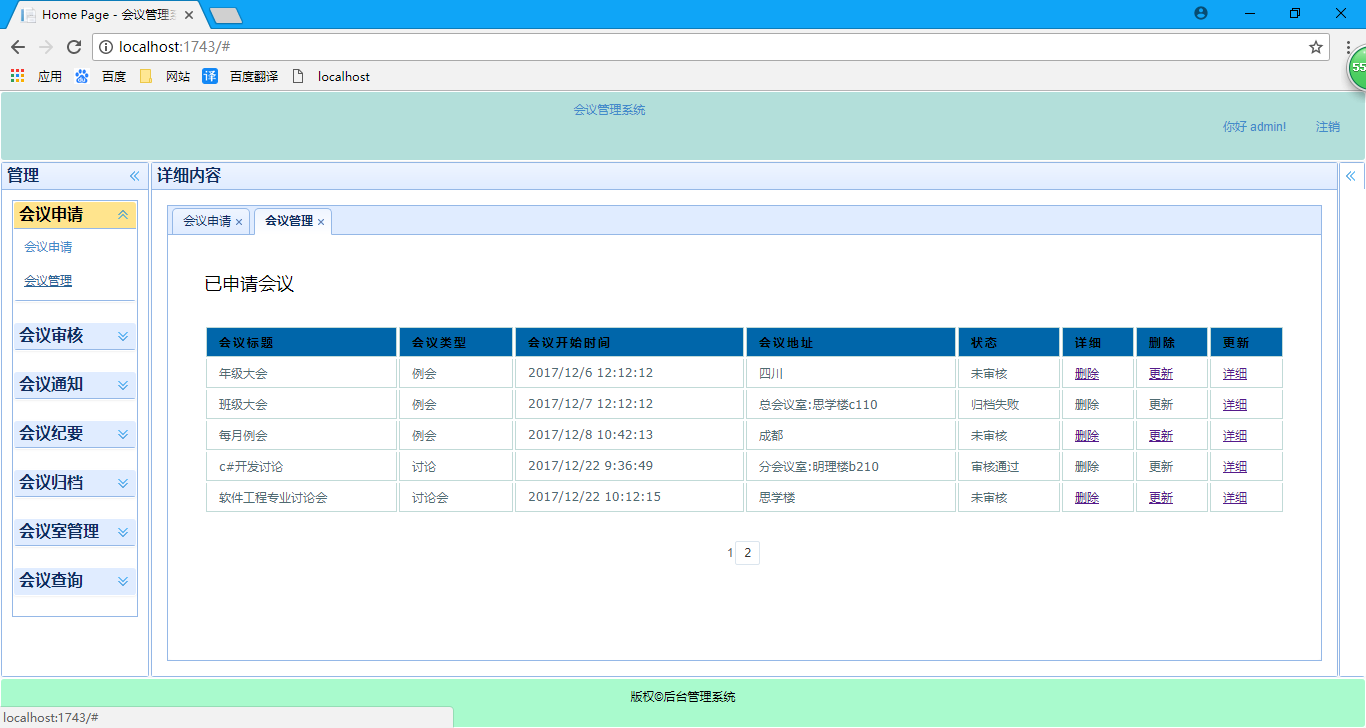 Home Page - 会议管理
localhost:1743/#
应用 百度 网站 译 百度翻译 localhost
55
会议管理系统
你好 admin! 注销
管理 详细内容
会议申请
会议申请
会议管理
会议审核
会议通知
会议纪要
会议归档
会议室管理
会议查询
会议申请 × 会议管理 ×
已申请会议
会议标题 会议类型 会议开始时间 会议地址 状态 详细 删除 更新
年级大会 例会 2017/12/6 12:12:12 四川 未审核 删除 更新 详细
班级大会 例会 2017/12/7 12:12:12 总会议室:思学楼c110 归档失败 删除 更新 详细
每月例会 例会 2017/12/8 10:42:13 成都 未审核 删除 更新 详细
c#开发讨论 讨论 2017/12/22 9:36:49 分会议室:明理楼b210 审核通过 删除 更新 详细
软件工程专业讨论会 讨论会 2017/12/22 10:12:15 思学楼 未审核 删除 更新 详细
1 2
版权©后台管理系统
localhost:1743/#